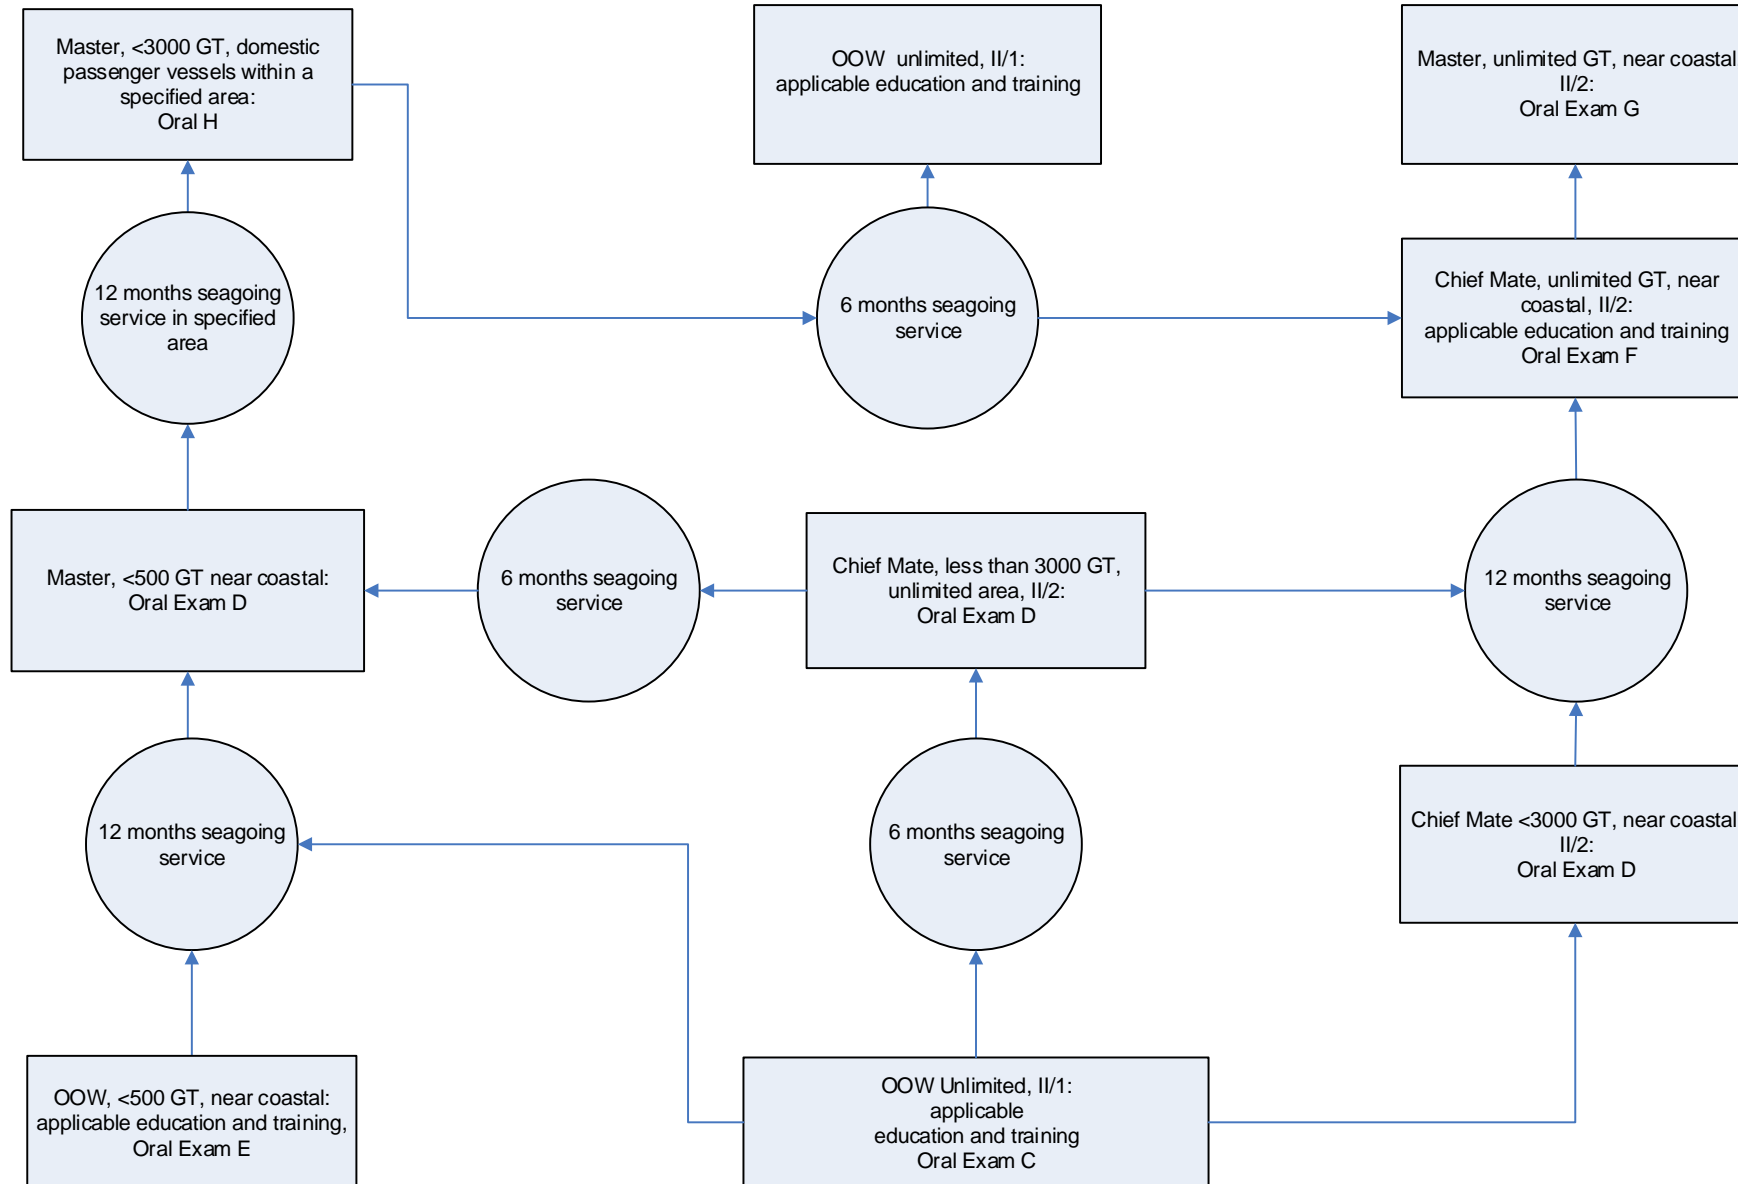 Master, <3000 GT, domestic
passenger vessels within a
specified area:
Oral H
OOW unlimited, II/1:
applicable education and training
Master, unlimited GT, near coastal
II/2:
Oral Exam G
12 months seagoing
service in specified
area
6 months seagoing
service
Chief Mate, unlimited GT, near
coastal, II/2:
applicable education and training
Oral Exam F
Master, <500 GT near coastal:
Oral Exam D
6 months seagoing
service
Chief Mate, less than 3000 GT,
unlimited area, II/2:
Oral Exam D
12 months seagoing
service
12 months seagoing
service
6 months seagoing
service
Chief Mate <3000 GT, near coastal
II/2:
Oral Exam D
OOW, <500 GT, near coastal:
applicable education and training,
Oral Exam E
OOW Unlimited, II/1:
applicable
education and training
Oral Exam C